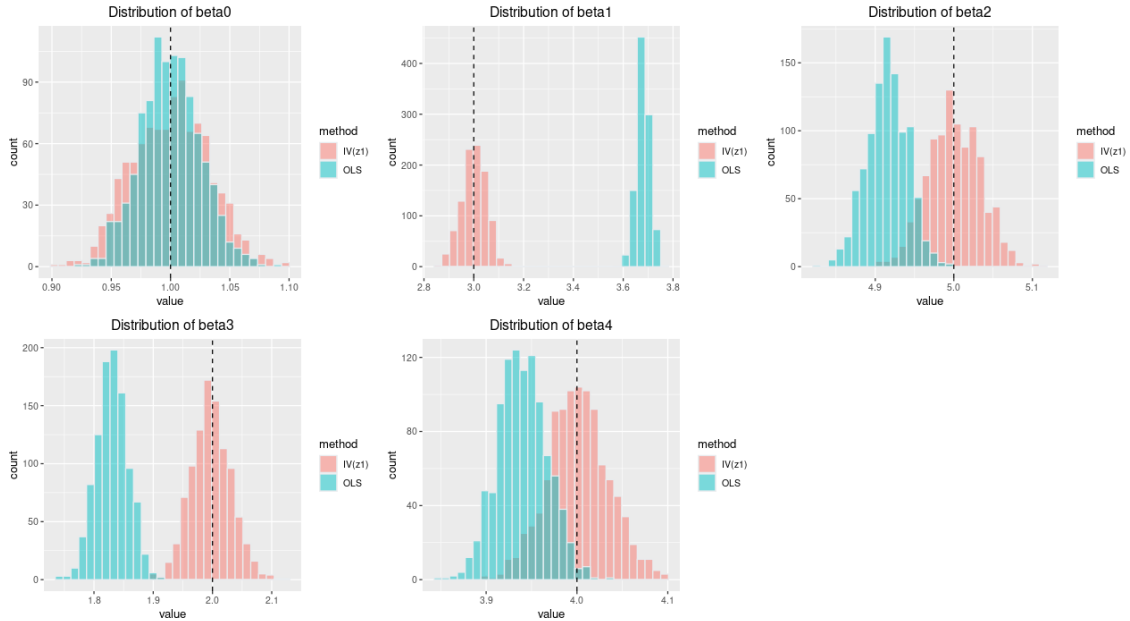 Distribution of beta0
count
90
60
30
0
0.90 0.95 1.00 1.05 1.10
value
method
IV(z1)
OLS
Distribution of beta1
count
400
300
200
100
0
2.8 3.0 3.2 3.4 3.6 3.8
value
method
IV(z1)
OLS
Distribution of beta2
count
150
100
50
0
4.9 5.0 5.1
value
method
IV(z1)
OLS
Distribution of beta3
count
200
150
100
50
0
1.8 1.9 2.0 2.1
value
method
IV(z1)
OLS
Distribution of beta4
count
120
80
40
0
3.9 4.0 4.1
value
method
IV(z1)
OLS